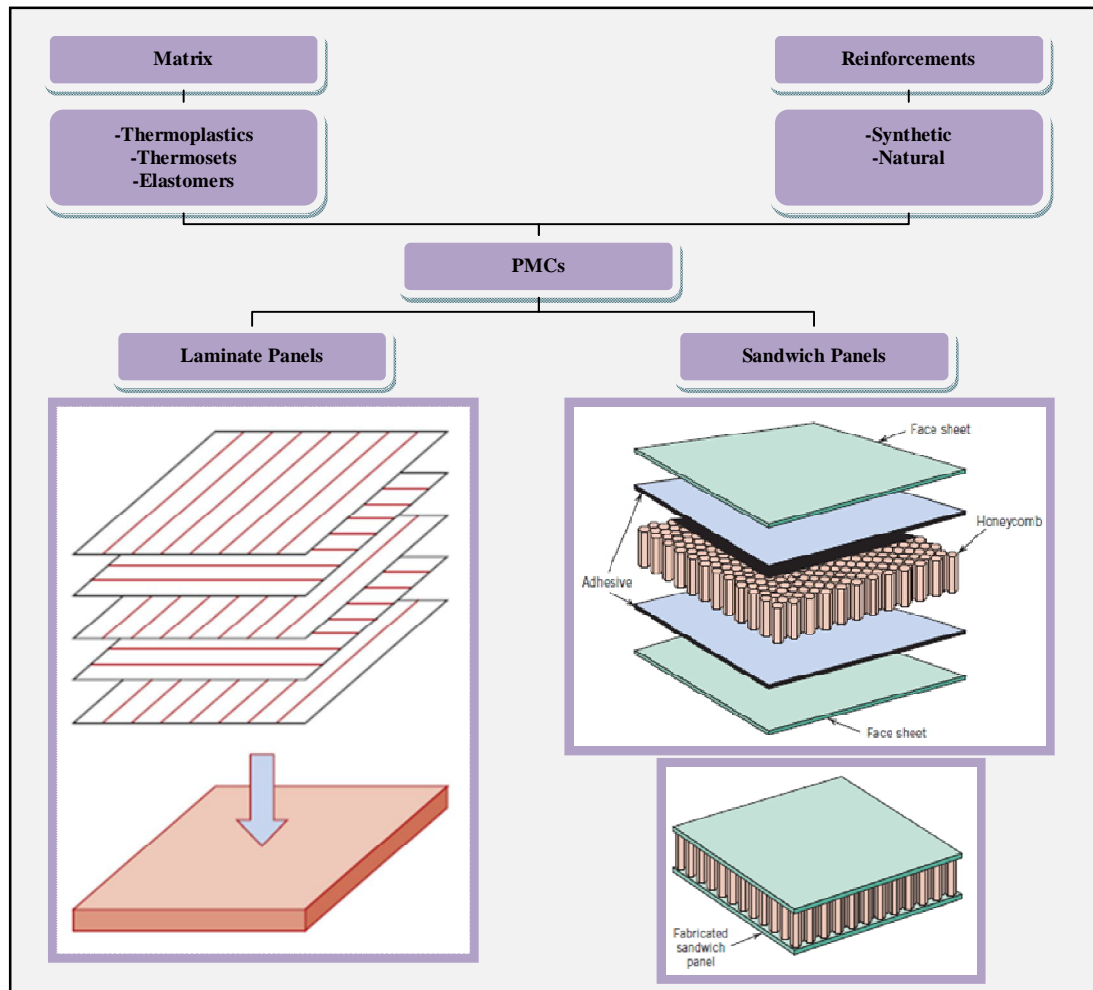 Matrix
Reinforcements
-Thermoplastics
-Thermosets
-Elastomers
-Synthetic
-Natural
PMCs
Laminate Panels
Sandwich Panels
Face sheet
Honeycomb
Adhesive
Face sheet
Fabricated
sandwich
panel